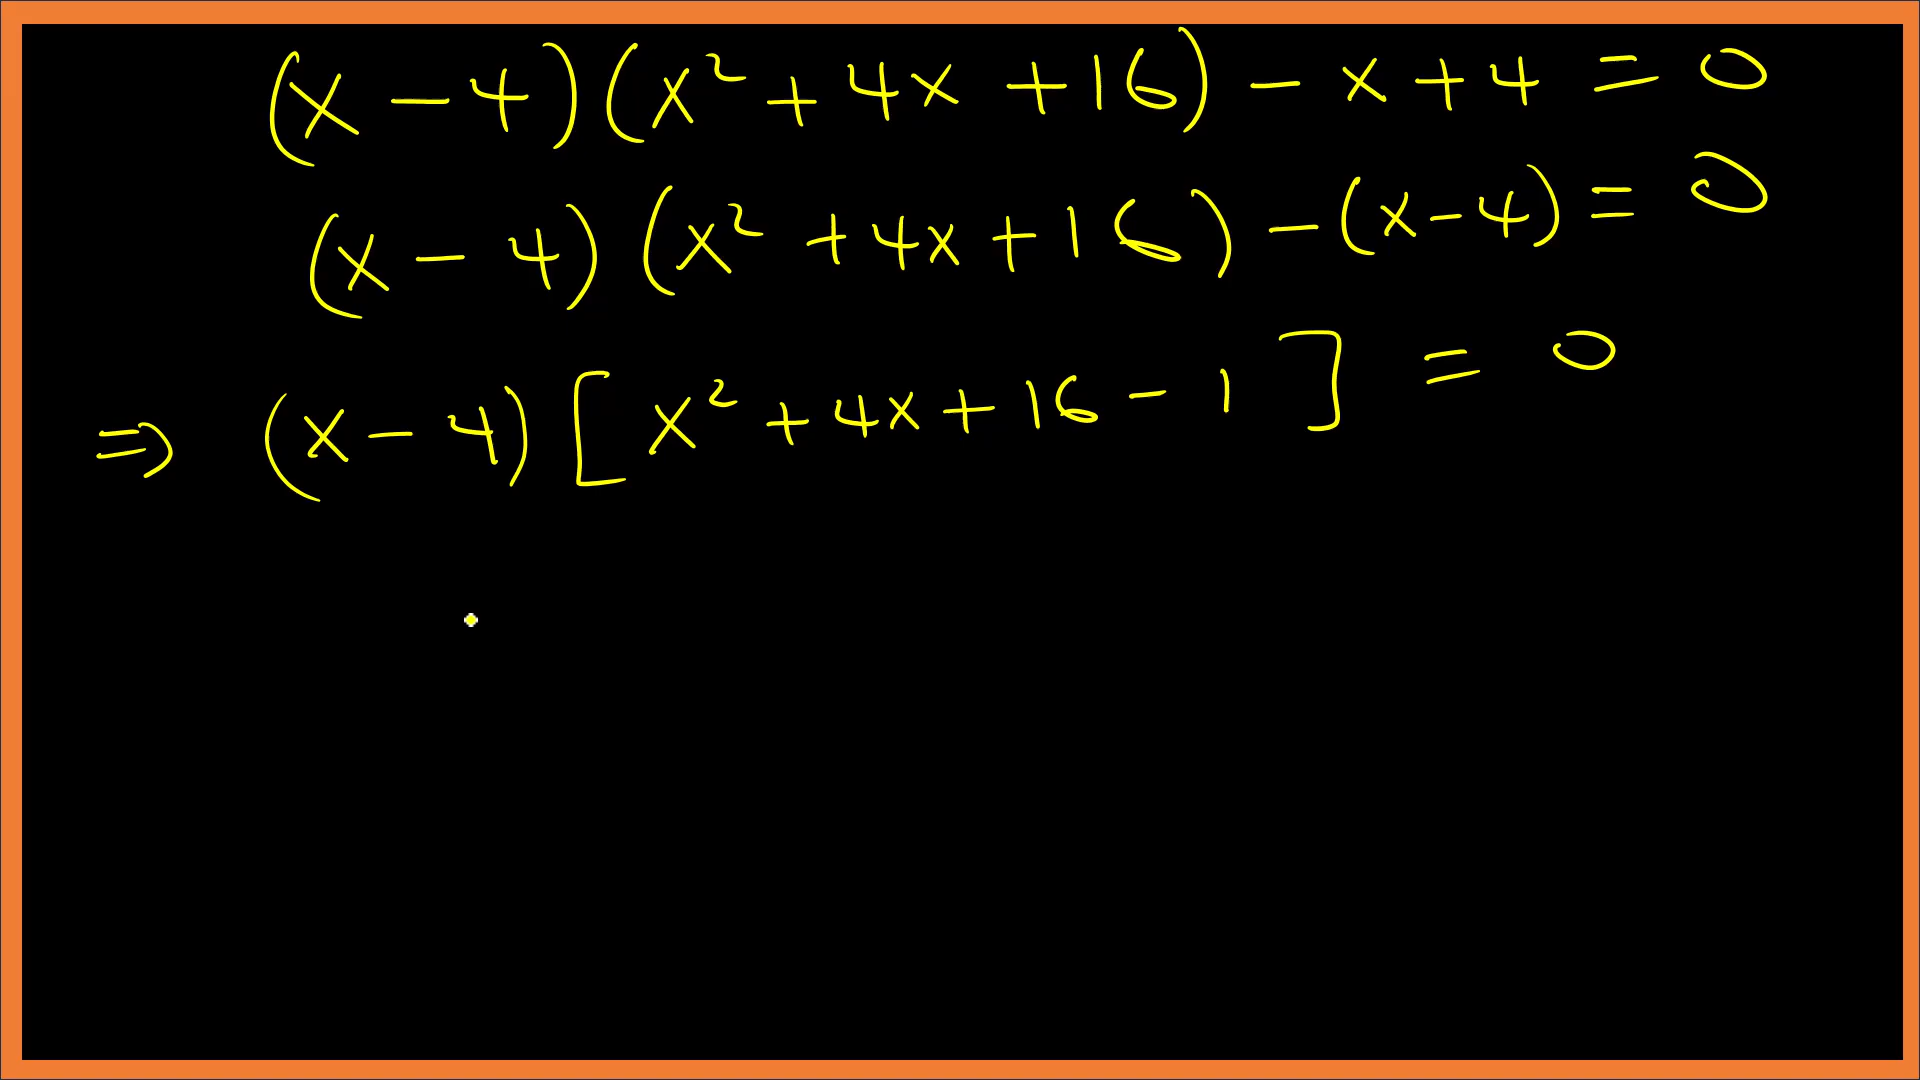 (x - 4)(x² + 4x + 16) - x + 4 = 0
(x - 4)(x² + 4x + 16) - (x - 4) = 0
⇒ (x - 4)[x² + 4x + 16 - 1] = 0